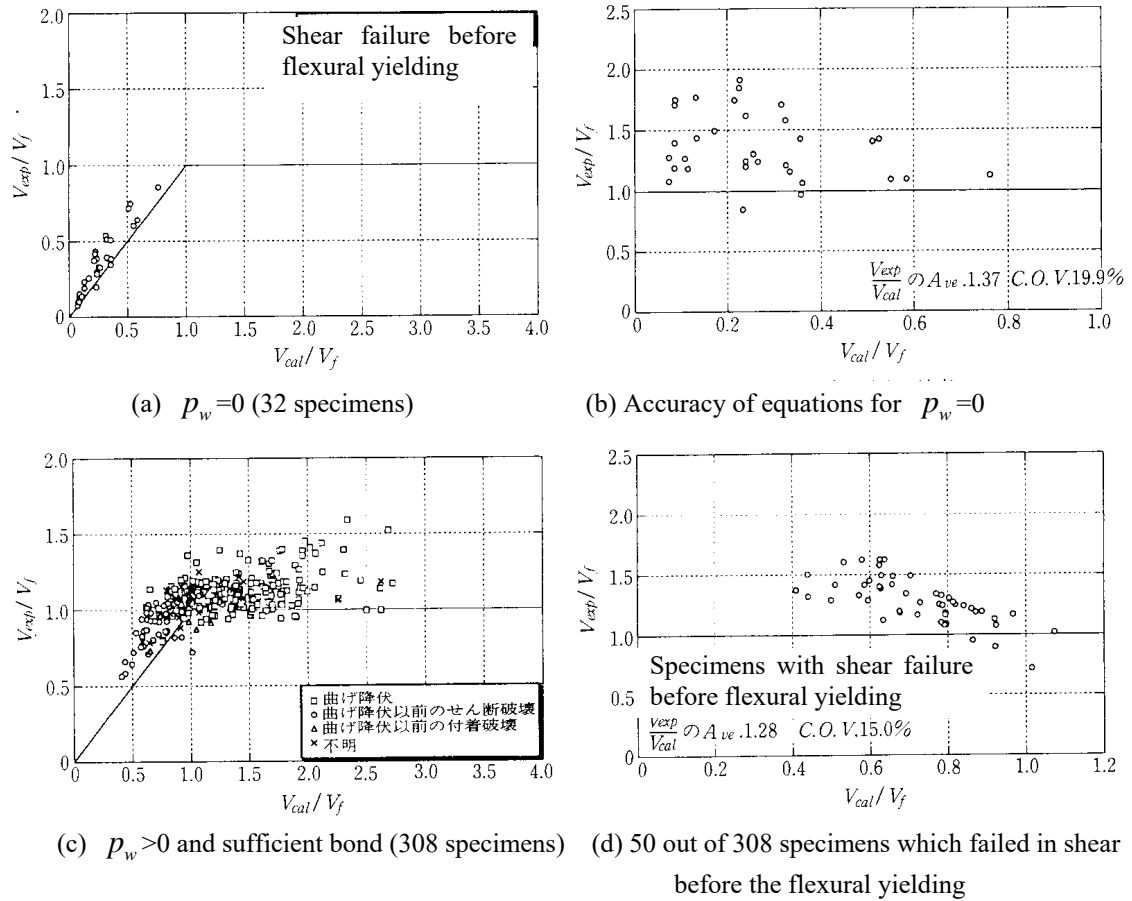 2.0
1.5
1.0
0.5
0
V_exp / V_f
Shear failure before
flexural yielding
0 0.5 1.0 1.5 2.0 2.5 3.0 3.5 4.0
V_cal / V_f
(a) p_w =0 (32 specimens)
2.5
2.0
1.5
1.0
0.5
0
V_exp / V_f
V_exp/V_cal の Ave.1.37 C.O.V.19.9%
0 0.2 0.4 0.6 0.8 1.0
V_cal / V_f
(b) Accuracy of equations for p_w =0
2.0
1.5
1.0
0.5
0
V_exp / V_f
□ 曲げ降伏
○ 曲げ降伏以前のせん断破壊
△ 曲げ降伏以前の付着破壊
× 不明
0 0.5 1.0 1.5 2.0 2.5 3.0 3.5 4.0
V_cal / V_f
(c) p_w >0 and sufficient bond (308 specimens)
2.5
2.0
1.5
1.0
0.5
0
V_exp / V_f
Specimens with shear failure
before flexural yielding
V_exp/V_cal の Ave.1.28 C.O.V.15.0%
0 0.2 0.4 0.6 0.8 1.0 1.2
V_cal / V_f
(d) 50 out of 308 specimens which failed in shear
before the flexural yielding